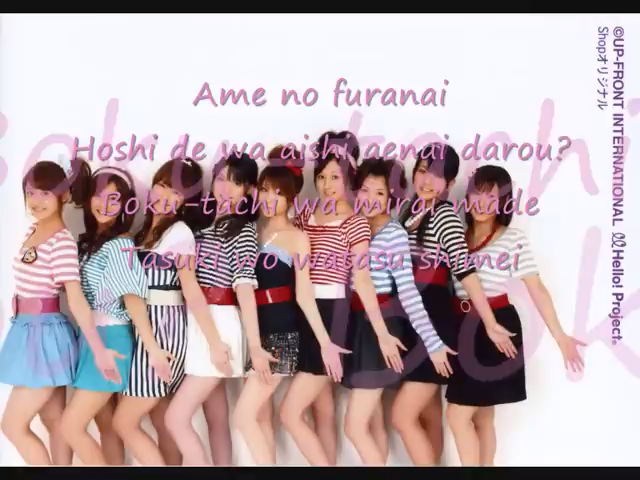 Ame no furanai
Hoshi de wa aishi aenai darou?
Boku-tachi wa mirai made
Tasuki wo watasu shimei
©UP-FRONT INTERNATIONAL Hello! Project®
Shopオリジナル